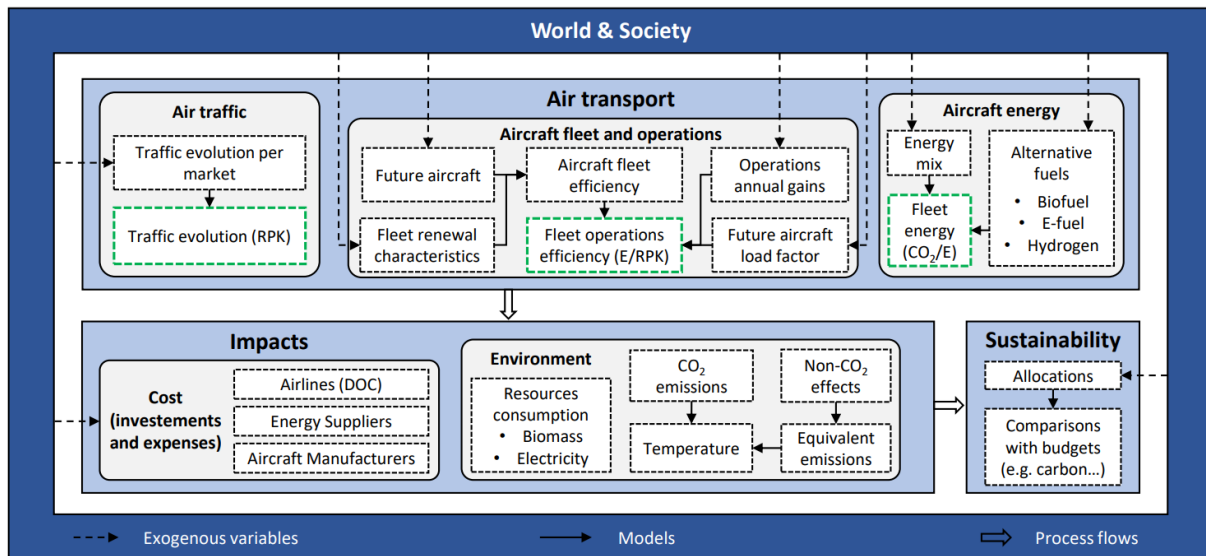 World & Society
Air transport
Air traffic
Traffic evolution per
market
Traffic evolution (RPK)
Aircraft fleet and operations
Future aircraft
Fleet renewal
characteristics
Aircraft fleet
efficiency
Fleet operations
efficiency (E/RPK)
Operations
annual gains
Future aircraft
load factor
Aircraft energy
Energy
mix
Fleet
energy
(CO₂/E)
Alternative
fuels
• Biofuel
• E-fuel
• Hydrogen
Impacts
Cost
(investements
and expenses)
Airlines (DOC)
Energy Suppliers
Aircraft Manufacturers
Environment
Resources
consumption
• Biomass
• Electricity
CO₂
emissions
Temperature
Non-CO₂
effects
Equivalent
emissions
Sustainability
Allocations
Comparisons
with budgets
(e.g. carbon…)
Exogenous variables
Models
Process flows